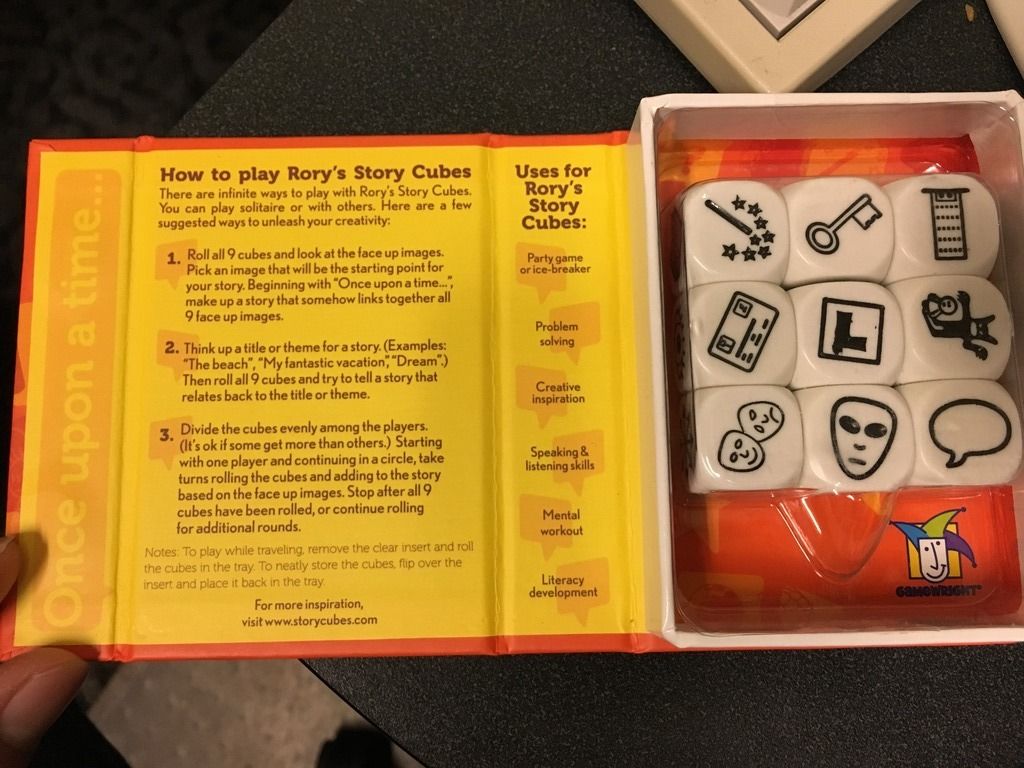 Once upon a time...
How to play Rory's Story Cubes
There are infinite ways to play with Rory's Story Cubes.
You can play solitaire or with others. Here are a few
suggested ways to unleash your creativity:
1. Roll all 9 cubes and look at the face up images.
Pick an image that will be the starting point for
your story. Beginning with "Once upon a time...",
make up a story that somehow links together all
9 face up images.
2. Think up a title or theme for a story. (Examples:
"The beach", "My fantastic vacation", "Dream".)
Then roll all 9 cubes and try to tell a story that
relates back to the title or theme.
3. Divide the cubes evenly among the players.
(It's ok if some get more than others.) Starting
with one player and continuing in a circle, take
turns rolling the cubes and adding to the story
based on the face up images. Stop after all 9
cubes have been rolled, or continue rolling
for additional rounds.
Notes: To play while traveling, remove the clear insert and roll
the cubes in the tray. To neatly store the cubes, flip over the
insert and place it back in the tray.
For more inspiration,
visit www.storycubes.com
Uses for
Rory's
Story
Cubes:
Party game
or ice-breaker
Problem
solving
Creative
inspiration
Speaking &
listening skills
Mental
workout
Literacy
development
L
GAMEWRIGHT